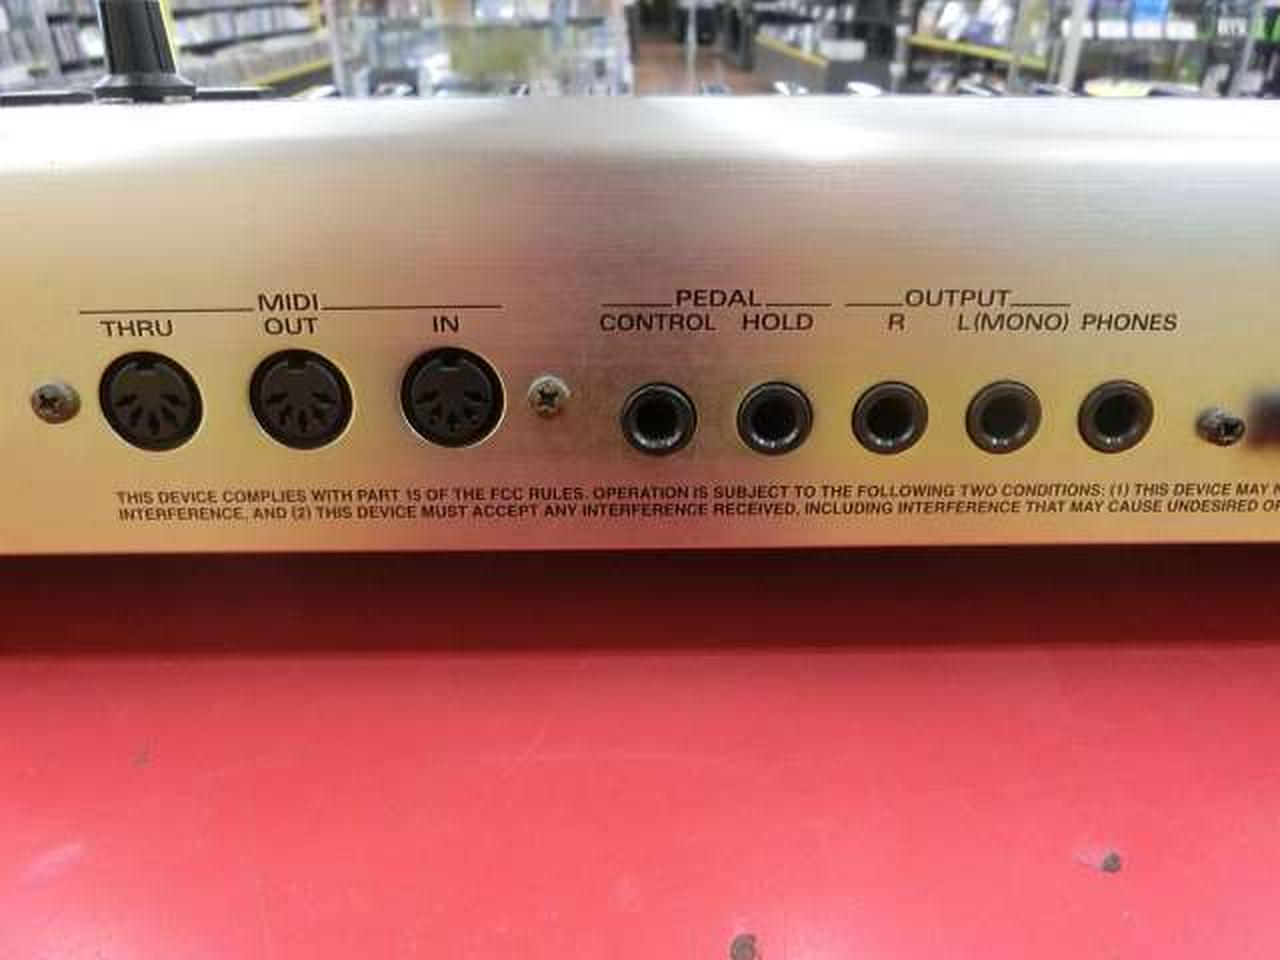 MIDI
THRU OUT IN
PEDAL OUTPUT
CONTROL HOLD R L(MONO) PHONES
THIS DEVICE COMPLIES WITH PART 15 OF THE FCC RULES. OPERATION IS SUBJECT TO THE FOLLOWING TWO CONDITIONS: (1) THIS DEVICE MAY
INTERFERENCE, AND (2) THIS DEVICE MUST ACCEPT ANY INTERFERENCE RECEIVED, INCLUDING INTERFERENCE THAT MAY CAUSE UNDESIRED